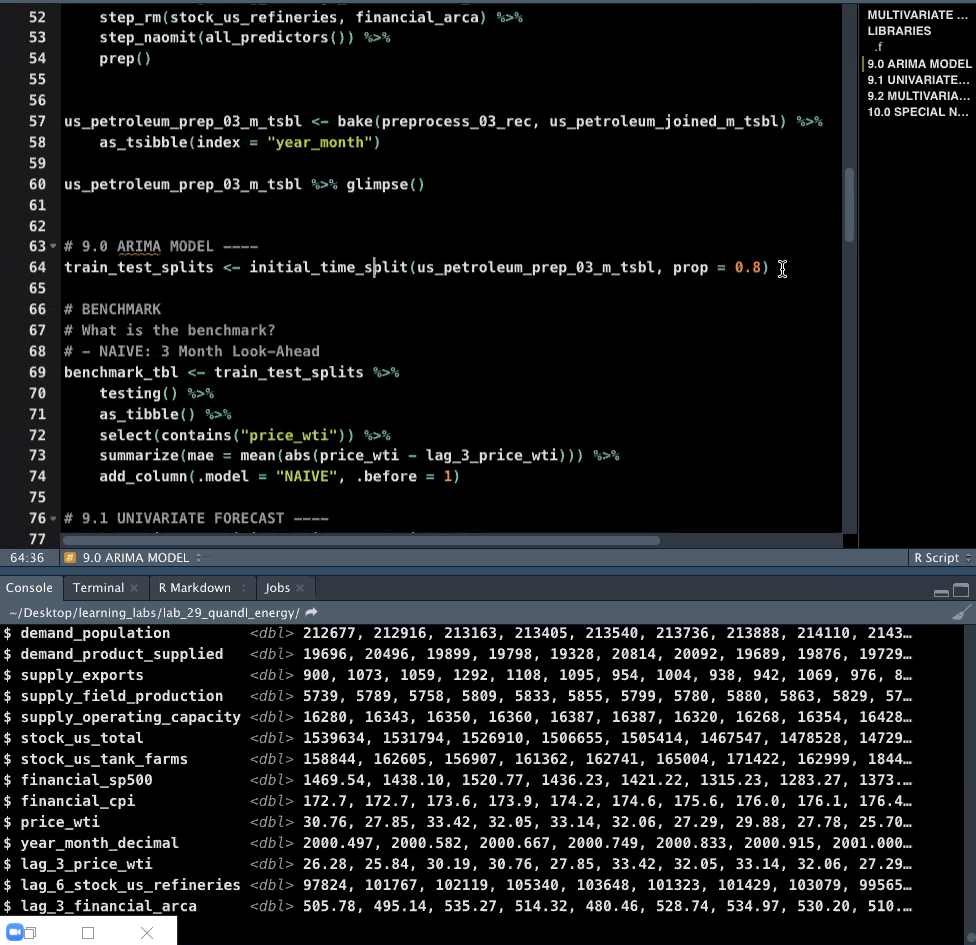 52 step_rm(stock_us_refineries, financial_arca) %>%
53 step_naomit(all_predictors()) %>%
54 prep()
55
56
57 us_petroleum_prep_03_m_tsbl <- bake(preprocess_03_rec, us_petroleum_joined_m_tsbl) %>%
58 as_tsibble(index = "year_month")
59
60 us_petroleum_prep_03_m_tsbl %>% glimpse()
61
62
63 # 9.0 ARIMA MODEL ----
64 train_test_splits <- initial_time_split(us_petroleum_prep_03_m_tsbl, prop = 0.8)
65
66 # BENCHMARK
67 # What is the benchmark?
68 # - NAIVE: 3 Month Look-Ahead
69 benchmark_tbl <- train_test_splits %>%
70 testing() %>%
71 as_tibble() %>%
72 select(contains("price_wti")) %>%
73 summarize(mae = mean(abs(price_wti - lag_3_price_wti))) %>%
74 add_column(.model = "NAIVE", .before = 1)
75
76 # 9.1 UNIVARIATE FORECAST ----
77
MULTIVARIATE ...
LIBRARIES
.f
9.0 ARIMA MODEL
9.1 UNIVARIATE...
9.2 MULTIVARIA...
10.0 SPECIAL N...
64:36 # 9.0 ARIMA MODEL R Script
Console Terminal R Markdown Jobs
~/Desktop/learning_labs/lab_29_quandl_energy/
$ demand_population <dbl> 212677, 212916, 213163, 213405, 213540, 213736, 213888, 214110, 2143…
$ demand_product_supplied <dbl> 19696, 20496, 19899, 19798, 19328, 20814, 20092, 19689, 19876, 19729…
$ supply_exports <dbl> 900, 1073, 1059, 1292, 1108, 1095, 954, 1004, 938, 942, 1069, 976, 8…
$ supply_field_production <dbl> 5739, 5789, 5758, 5809, 5833, 5855, 5799, 5780, 5880, 5863, 5829, 57…
$ supply_operating_capacity <dbl> 16280, 16343, 16350, 16360, 16387, 16387, 16320, 16268, 16354, 16428…
$ stock_us_total <dbl> 1539634, 1531794, 1526910, 1506655, 1505414, 1467547, 1478528, 14729…
$ stock_us_tank_farms <dbl> 158844, 162605, 156907, 161362, 162741, 165004, 171422, 162999, 1844…
$ financial_sp500 <dbl> 1469.54, 1438.10, 1520.77, 1436.23, 1421.22, 1315.23, 1283.27, 1373.…
$ financial_cpi <dbl> 172.7, 172.7, 173.6, 173.9, 174.2, 174.6, 175.6, 176.0, 176.1, 176.4…
$ price_wti <dbl> 30.76, 27.85, 33.42, 32.05, 33.14, 32.06, 27.29, 29.88, 27.78, 25.70…
$ year_month_decimal <dbl> 2000.497, 2000.582, 2000.667, 2000.749, 2000.833, 2000.915, 2001.000…
$ lag_3_price_wti <dbl> 26.28, 25.84, 30.19, 30.76, 27.85, 33.42, 32.05, 33.14, 32.06, 27.29…
$ lag_6_stock_us_refineries <dbl> 97824, 101767, 102119, 105340, 103648, 101323, 101429, 103079, 99565…
$ lag_3_financial_arca <dbl> 505.78, 495.14, 535.27, 514.32, 480.46, 528.74, 534.97, 530.20, 510.…